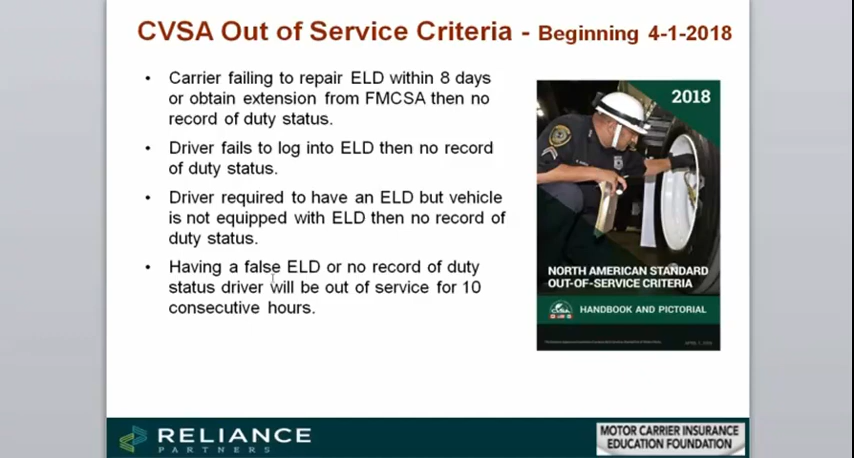 CVSA Out of Service Criteria - Beginning 4-1-2018
• Carrier failing to repair ELD within 8 days
or obtain extension from FMCSA then no
record of duty status.
• Driver fails to log into ELD then no record
of duty status.
• Driver required to have an ELD but vehicle
is not equipped with ELD then no record of
duty status.
• Having a false ELD or no record of duty
status driver will be out of service for 10
consecutive hours.
2018
NORTH AMERICAN STANDARD
OUT-OF-SERVICE CRITERIA
CVSA
HANDBOOK AND PICTORIAL
APRIL 1, 2018
RELIANCE
PARTNERS
MOTOR CARRIER INSURANCE
EDUCATION FOUNDATION